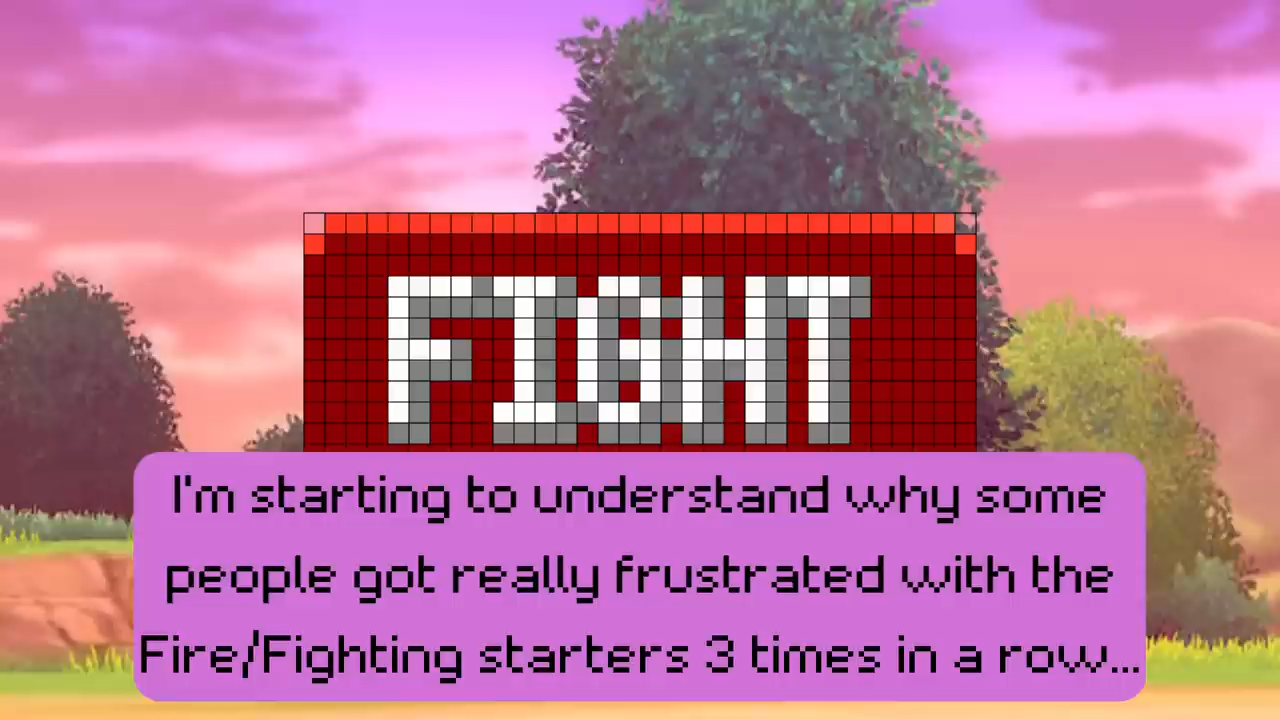 FIGHT
I'm starting to understand why some
people got really frustrated with the
Fire/Fighting starters 3 times in a row...